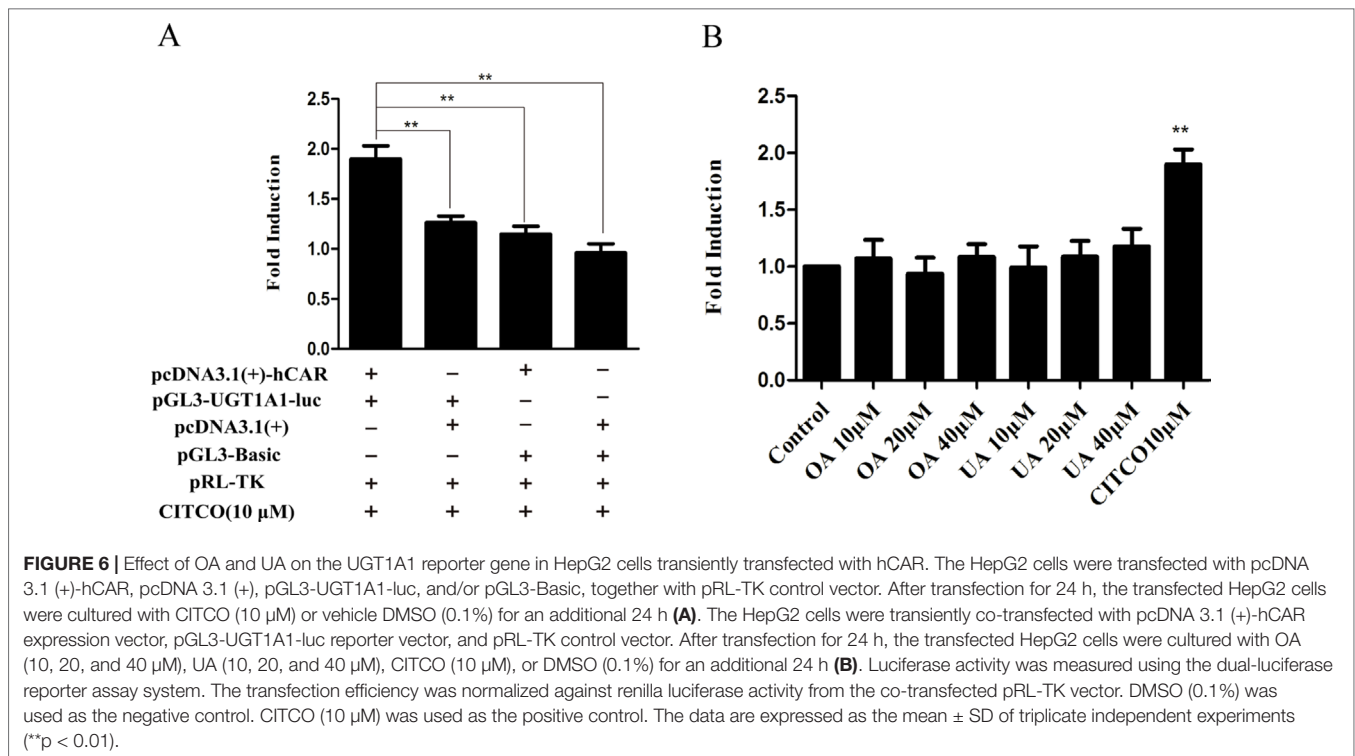 A
B
**
**
**
2.5
2.0
1.5
1.0
0.5
0.0
Fold Induction
pcDNA3.1(+)-hCAR + – + –
pGL3-UGT1A1-luc + + – –
pcDNA3.1(+) – + – +
pGL3-Basic – – + +
pRL-TK + + + +
CITCO(10 μM) + + + +
2.5
2.0
1.5
1.0
0.5
0.0
Fold Induction
**
Control
OA 10μM
OA 20μM
OA 40μM
UA 10μM
UA 20μM
UA 40μM
CITCO10μM
FIGURE 6 | Effect of OA and UA on the UGT1A1 reporter gene in HepG2 cells transiently transfected with hCAR. The HepG2 cells were transfected with pcDNA
3.1 (+)-hCAR, pcDNA 3.1 (+), pGL3-UGT1A1-luc, and/or pGL3-Basic, together with pRL-TK control vector. After transfection for 24 h, the transfected HepG2 cells
were cultured with CITCO (10 μM) or vehicle DMSO (0.1%) for an additional 24 h (A). The HepG2 cells were transiently co-transfected with pcDNA 3.1 (+)-hCAR
expression vector, pGL3-UGT1A1-luc reporter vector, and pRL-TK control vector. After transfection for 24 h, the transfected HepG2 cells were cultured with OA
(10, 20, and 40 μM), UA (10, 20, and 40 μM), CITCO (10 μM), or DMSO (0.1%) for an additional 24 h (B). Luciferase activity was measured using the dual-luciferase
reporter assay system. The transfection efficiency was normalized against renilla luciferase activity from the co-transfected pRL-TK vector. DMSO (0.1%) was
used as the negative control. CITCO (10 μM) was used as the positive control. The data are expressed as the mean ± SD of triplicate independent experiments
(**p < 0.01).